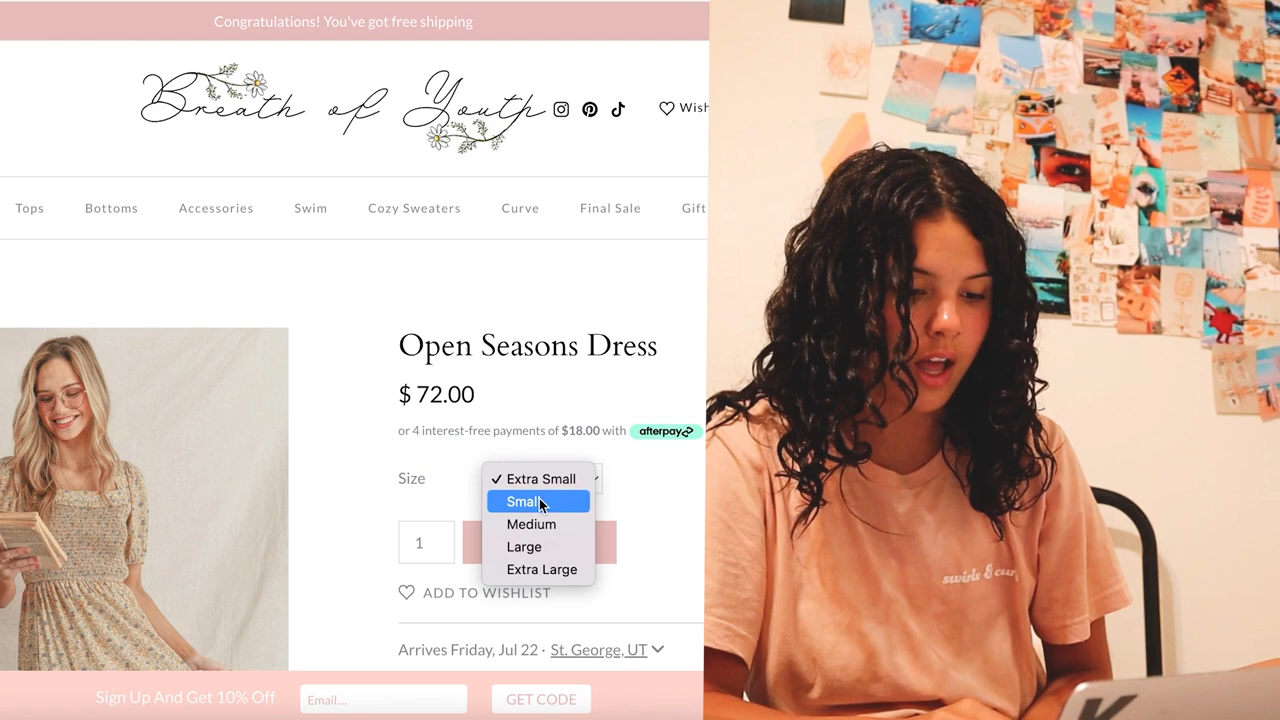 Congratulations! You've got free shipping
Breath of Youth
Wish
Tops Bottoms Accessories Swim Cozy Sweaters Curve Final Sale Gift
Open Seasons Dress
$ 72.00
or 4 interest-free payments of $18.00 with afterpay
Size
✓ Extra Small
Small
Medium
Large
Extra Large
1
ADD TO WISHLIST
Arrives Friday, Jul 22 · St. George, UT
Sign Up And Get 10% Off
Email...
GET CODE
swirls & cur